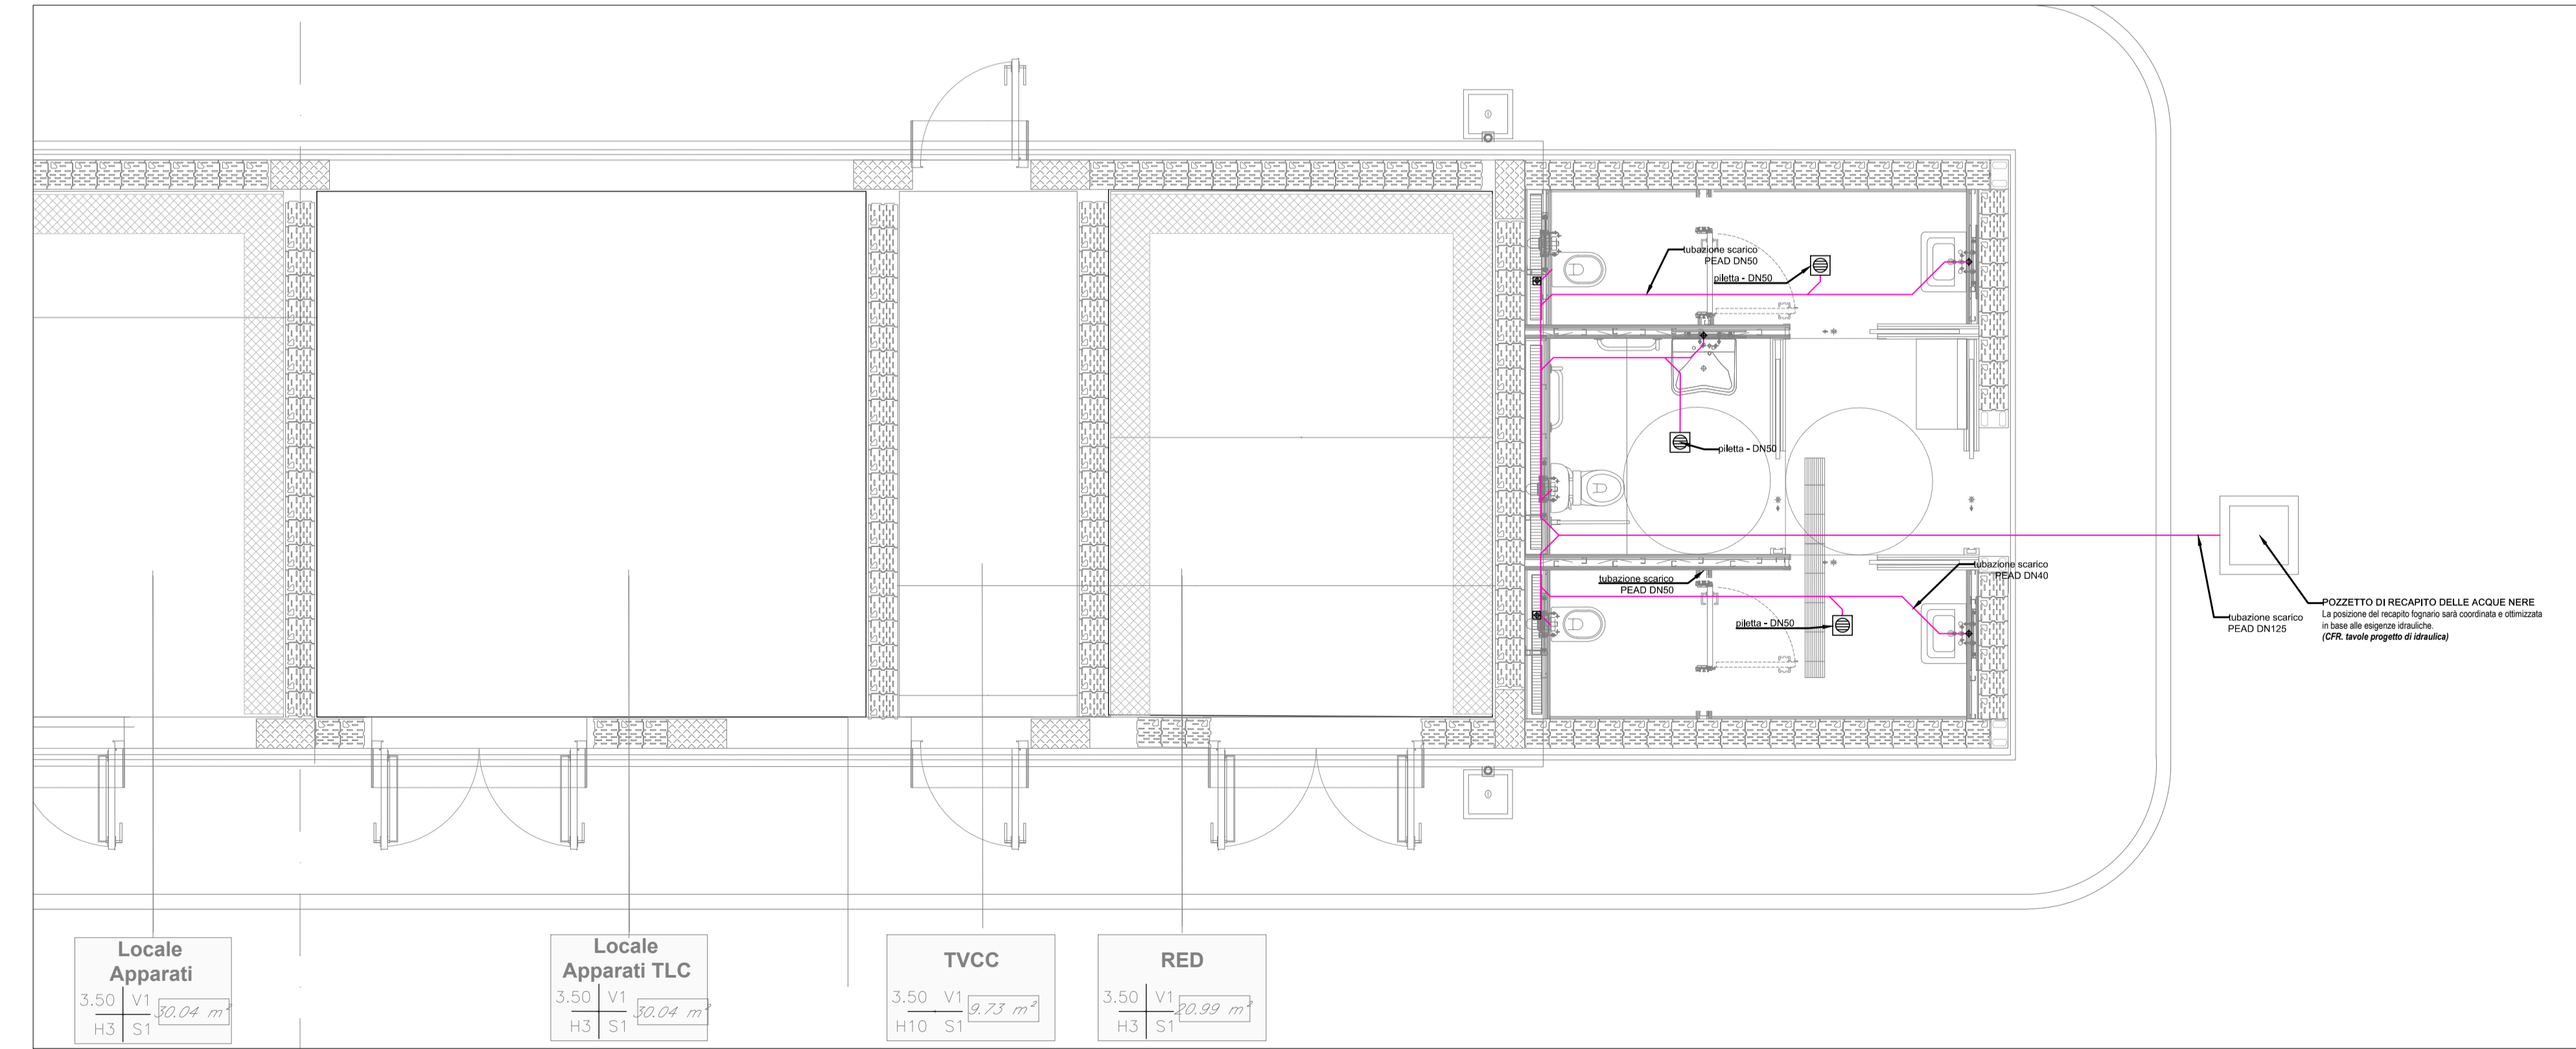 tubazione scarico
PEAD DN50
piletta - DN50
piletta - DN50
tubazione scarico
PEAD DN50
piletta - DN50
tubazione scarico
PEAD DN40
tubazione scarico
PEAD DN125
POZZETTO DI RECAPITO DELLE ACQUE NERE
La posizione del recapito fognario sarà coordinata e ottimizzata
in base alle esigenze idrauliche.
(CFR. tavole progetto di idraulica)
Locale
Apparati
3.50 V1
30.04 m²
H3 S1
Locale
Apparati TLC
3.50 V1
30.04 m²
H3 S1
TVCC
3.50 V1
9.73 m²
H10 S1
RED
3.50 V1
20.99 m²
H3 S1